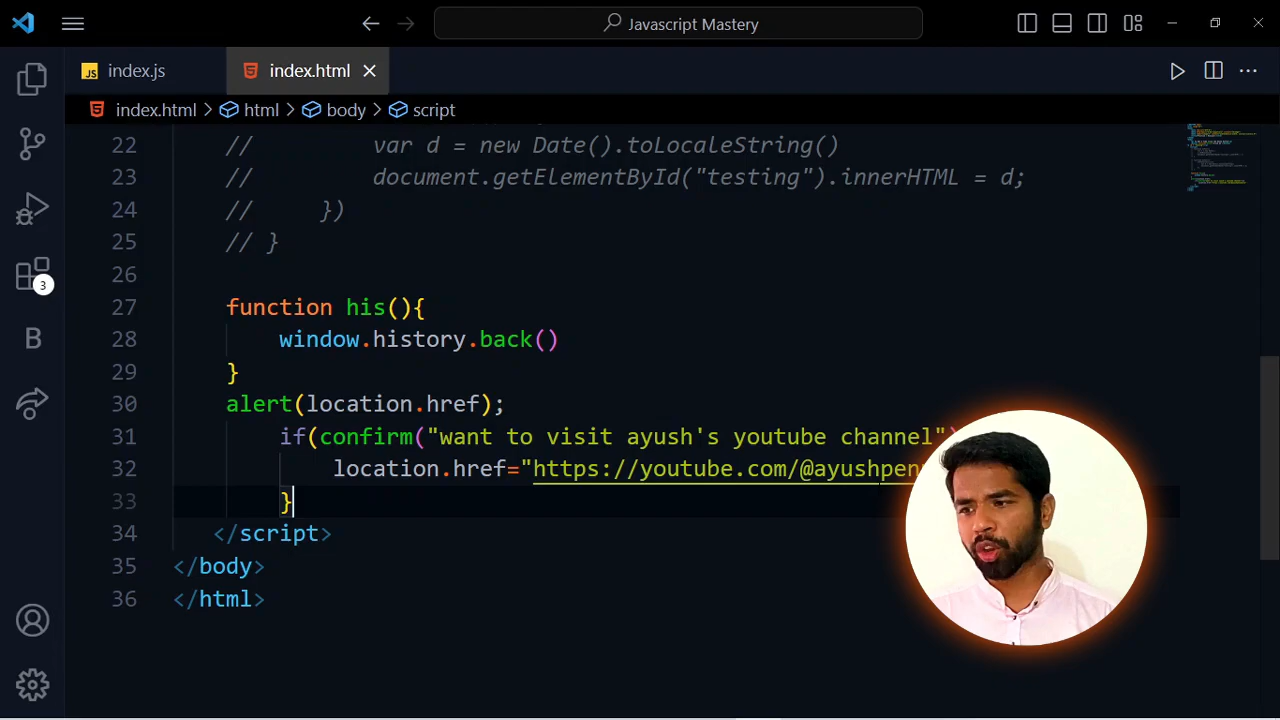 Javascript Mastery
JS index.js
index.html
index.html > html > body > script
22 // var d = new Date().toLocaleString()
23 // document.getElementById("testing").innerHTML = d;
24 // })
25 // }
26
27 function his(){
28 window.history.back()
29 }
30 alert(location.href);
31 if(confirm("want to visit ayush's youtube channel")
32 location.href="https://youtube.com/@ayushpen
33 }
34 </script>
35 </body>
36 </html>
3
B